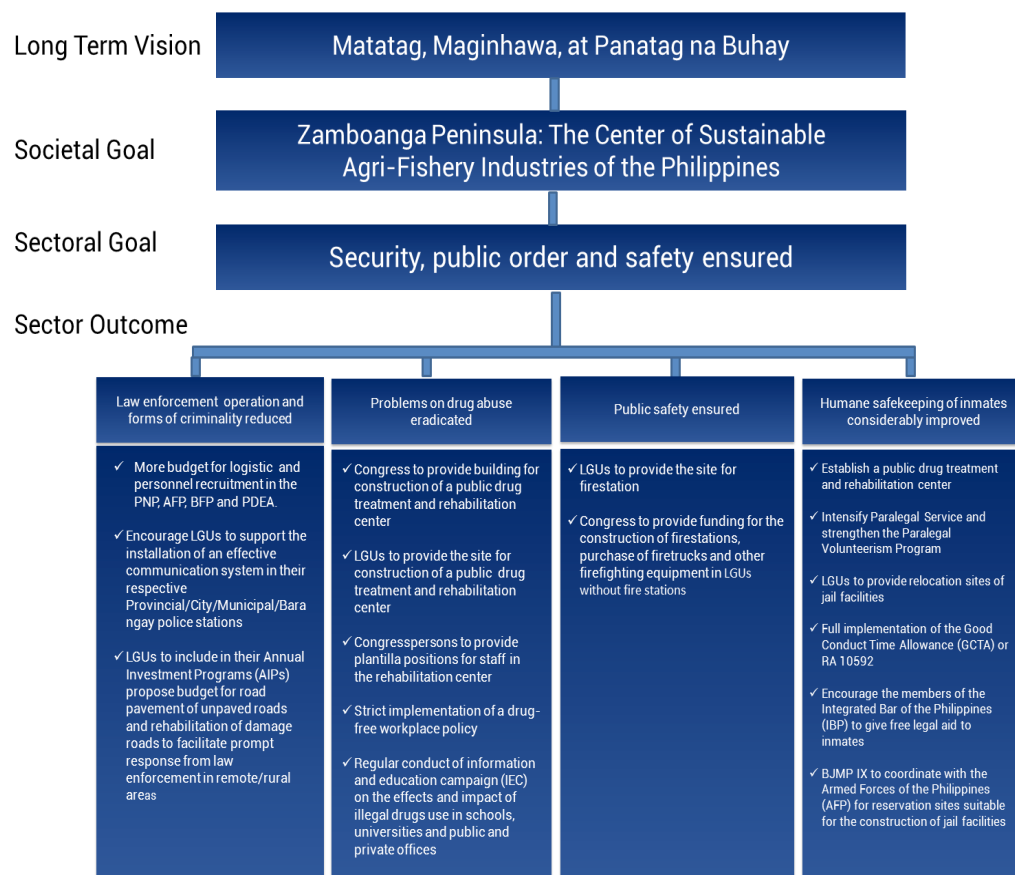 Long Term Vision
Matatag, Maginhawa, at Panatag na Buhay
Societal Goal
Zamboanga Peninsula: The Center of Sustainable
Agri-Fishery Industries of the Philippines
Sectoral Goal
Security, public order and safety ensured
Sector Outcome
Law enforcement operation and
forms of criminality reduced
✓ More budget for logistic and
personnel recruitment in the
PNP, AFP, BFP and PDEA.
✓ Encourage LGUs to support the
installation of an effective
communication system in their
respective
Provincial/City/Municipal/Bara
ngay police stations
✓ LGUs to include in their Annual
Investment Programs (AIPs)
propose budget for road
pavement of unpaved roads
and rehabilitation of damage
roads to facilitate prompt
response from law
enforcement in remote/rural
areas
Problems on drug abuse
eradicated
✓ Congress to provide building for
construction of a public drug
treatment and rehabilitation
center
✓ LGUs to provide the site for
construction of a public drug
treatment and rehabilitation
center
✓ Congresspersons to provide
plantilla positions for staff in
the rehabilitation center
✓ Strict implementation of a drug-
free workplace policy
✓ Regular conduct of information
and education campaign (IEC)
on the effects and impact of
illegal drugs use in schools,
universities and public and
private offices
Public safety ensured
✓ LGUs to provide the site for
firestation
✓ Congress to provide funding for the
construction of firestations,
purchase of firetrucks and other
firefighting equipment in LGUs
without fire stations
Humane safekeeping of inmates
considerably improved
✓ Establish a public drug treatment
and rehabilitation center
✓ Intensify Paralegal Service and
strengthen the Paralegal
Volunteerism Program
✓ LGUs to provide relocation sites of
jail facilities
✓ Full implementation of the Good
Conduct Time Allowance (GCTA) or
RA 10592
✓ Encourage the members of the
Integrated Bar of the Philippines
(IBP) to give free legal aid to
inmates
✓ BJMP IX to coordinate with the
Armed Forces of the Philippines
(AFP) for reservation sites suitable
for the construction of jail facilities